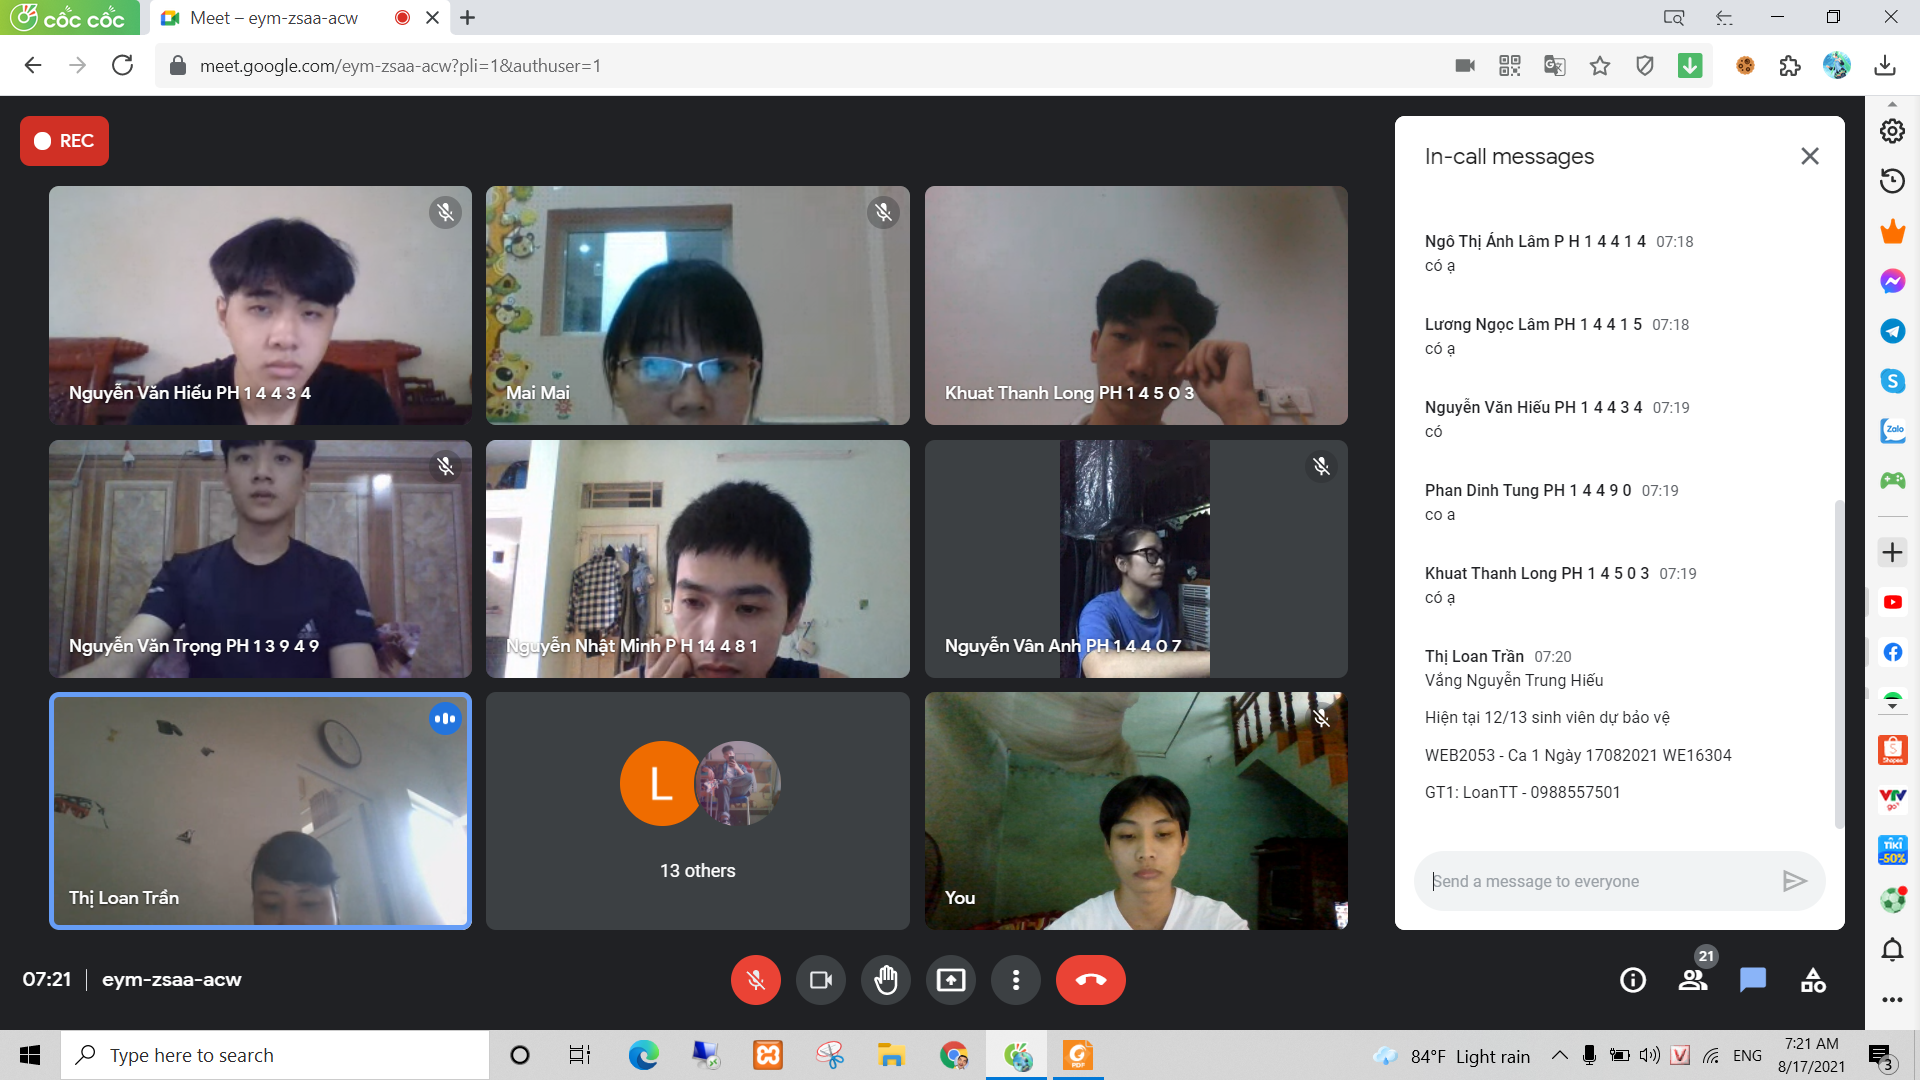 cốc cốc
Meet – eym-zsaa-acw
meet.google.com/eym-zsaa-acw?pli=1&authuser=1
REC
Nguyễn Văn Hiếu PH 1 4 4 3 4
Mai Mai
Khuat Thanh Long PH 1 4 5 0 3
Nguyễn Văn Trọng PH 1 3 9 4 9
Nguyễn Nhật Minh P H 14 4 8 1
Nguyễn Vân Anh PH 1 4 4 0 7
Thị Loan Trần
L
13 others
You
In-call messages
Ngô Thị Ánh Lâm P H 1 4 4 1 4 07:18
có ạ
Lương Ngọc Lâm PH 1 4 4 1 5 07:18
có ạ
Nguyễn Văn Hiếu PH 1 4 4 3 4 07:19
có
Phan Dinh Tung PH 1 4 4 9 0 07:19
co a
Khuat Thanh Long PH 1 4 5 0 3 07:19
có ạ
Thị Loan Trần 07:20
Vắng Nguyễn Trung Hiếu
Hiện tại 12/13 sinh viên dự bảo vệ
WEB2053 - Ca 1 Ngày 17082021 WE16304
GT1: LoanTT - 0988557501
Send a message to everyone
Zalo
Shopee
VTV
go
TIKI
-50%
07:21 | eym-zsaa-acw
21
Type here to search
PDF
84°F Light rain
V
ENG
7:21 AM
8/17/2021
3